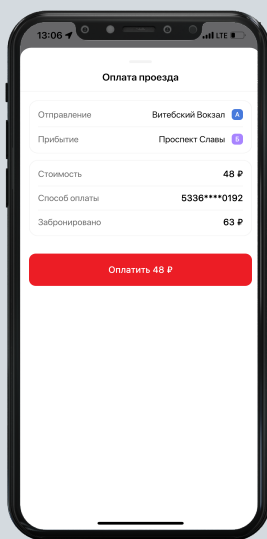 13:06 LTE
Оплата проезда
Отправление Витебский Вокзал А
Прибытие Проспект Славы Б
Стоимость 48 ₽
Способ оплаты 5336****0192
Забронировано 63 ₽
Оплатить 48 ₽